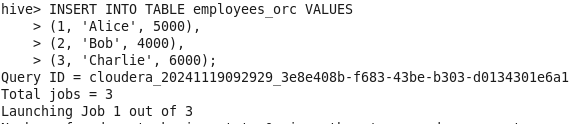 hive> INSERT INTO TABLE employees_orc VALUES
    > (1, 'Alice', 5000),
    > (2, 'Bob', 4000),
    > (3, 'Charlie', 6000);
Query ID = cloudera_20241119092929_3e8e408b-f683-43be-b303-d0134301e6a1
Total jobs = 3
Launching Job 1 out of 3